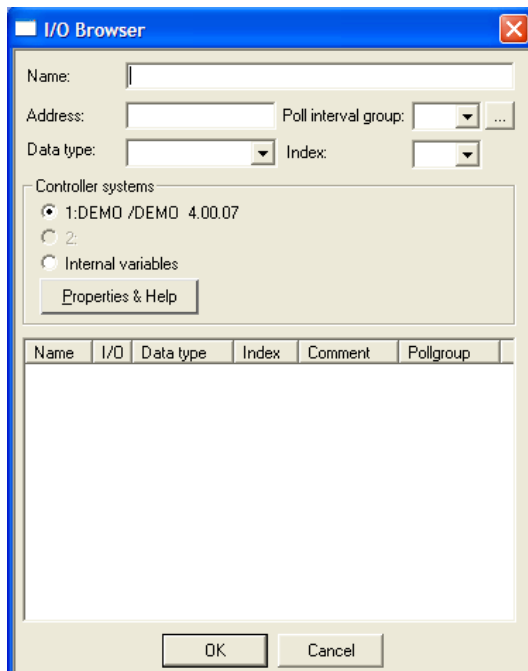 I/O Browser
Name:
Address: Poll interval group: ...
Data type: Index:
Controller systems
1:DEMO /DEMO 4.00.07
2:
Internal variables
Properties & Help
Name I/O Data type Index Comment Pollgroup
OK Cancel